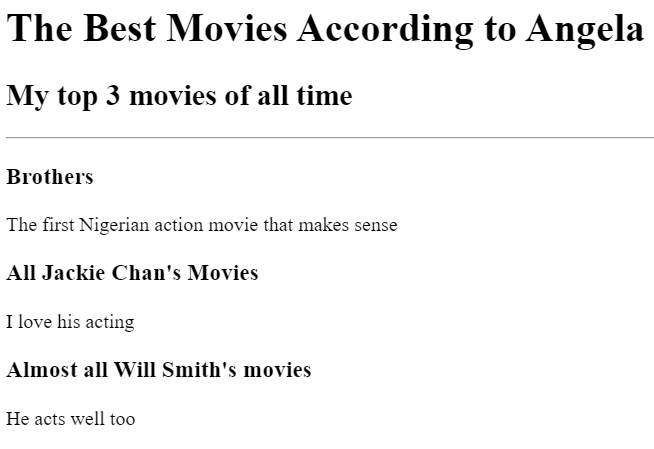 The Best Movies According to Angela
My top 3 movies of all time
Brothers
The first Nigerian action movie that makes sense
All Jackie Chan's Movies
I love his acting
Almost all Will Smith's movies
He acts well too